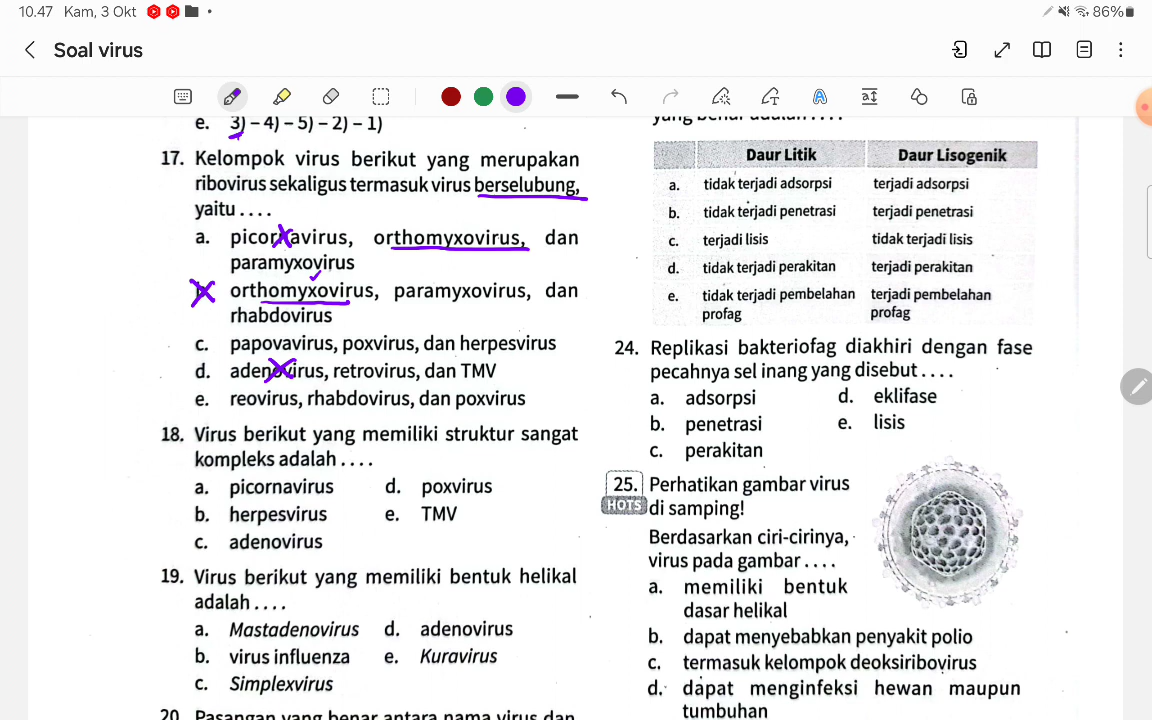 10.47 Kam, 3 Okt
86%
Soal virus
e. 3) – 4) – 5) – 2) – 1)
17. Kelompok virus berikut yang merupakan
ribovirus sekaligus termasuk virus berselubung,
yaitu . . . .
a. picornavirus, orthomyxovirus, dan
paramyxovirus
orthomyxovirus, paramyxovirus, dan
rhabdovirus
c. papovavirus, poxvirus, dan herpesvirus
d. adenovirus, retrovirus, dan TMV
e. reovirus, rhabdovirus, dan poxvirus
18. Virus berikut yang memiliki struktur sangat
kompleks adalah . . . .
a. picornavirus d. poxvirus
b. herpesvirus e. TMV
c. adenovirus
19. Virus berikut yang memiliki bentuk helikal
adalah . . . .
a. Mastadenovirus d. adenovirus
b. virus influenza e. Kuravirus
c. Simplexvirus
20. Pasangan yang benar antara nama virus dan
yang benar adalah . . . .
Daur Litik Daur Lisogenik
a. tidak terjadi adsorpsi terjadi adsorpsi
b. tidak terjadi penetrasi terjadi penetrasi
c. terjadi lisis tidak terjadi lisis
d. tidak terjadi perakitan terjadi perakitan
e. tidak terjadi pembelahan terjadi pembelahan
profag profag
24. Replikasi bakteriofag diakhiri dengan fase
pecahnya sel inang yang disebut . . . .
a. adsorpsi d. eklifase
b. penetrasi e. lisis
c. perakitan
25. Perhatikan gambar virus
HOTS di samping!
Berdasarkan ciri-cirinya,
virus pada gambar . . . .
a. memiliki bentuk
dasar helikal
b. dapat menyebabkan penyakit polio
c. termasuk kelompok deoksiribovirus
d. dapat menginfeksi hewan maupun
tumbuhan